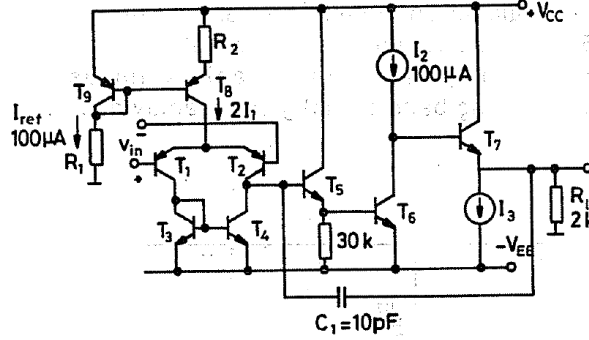 +VCC
R2
I2
100µA
T9
T8
2I1
Iref
100µA
R1
vin
−
+
T1
T2
T3
T4
T5
T6
T7
30k
I3
−VEE
C1=10pF